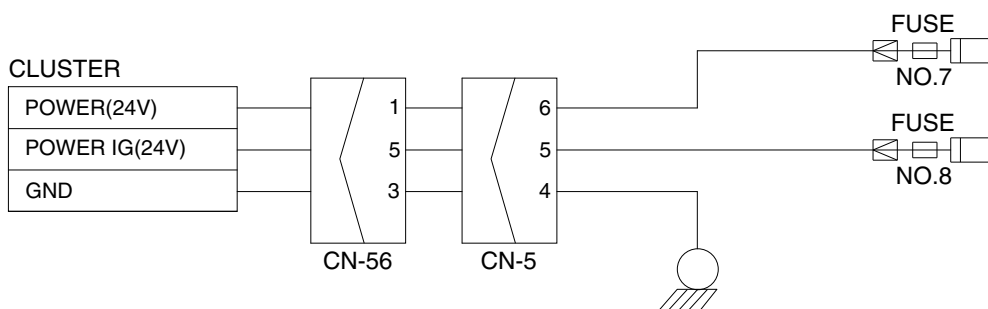 FUSE
NO.7
CLUSTER
POWER(24V)
POWER IG(24V)
GND
1
5
3
CN-56
6
5
4
CN-5
FUSE
NO.8